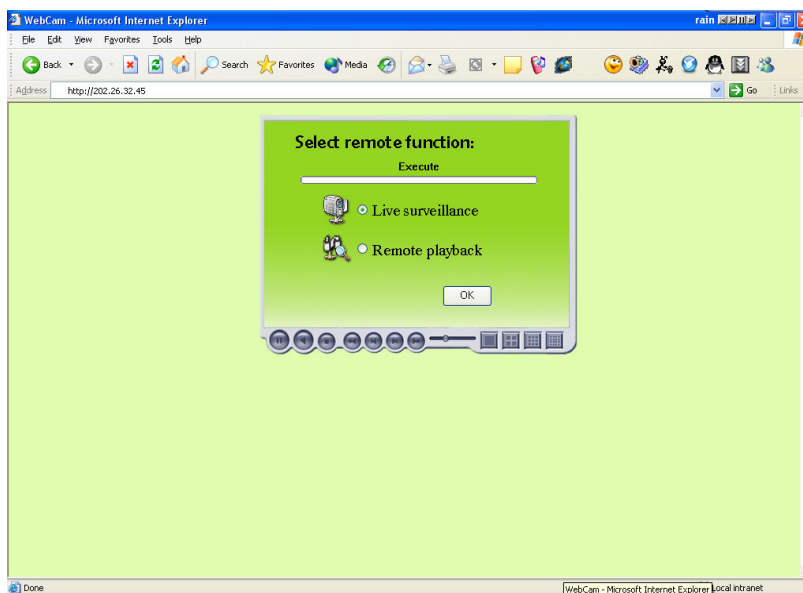 WebCam - Microsoft Internet Explorer
rain
File Edit View Favorites Tools Help
Back Search Favorites Media
Address http://202.26.32.45 Go Links
Select remote function:
Execute
Live surveillance
Remote playback
OK
Done
WebCam - Microsoft Internet Explorer
Local intranet